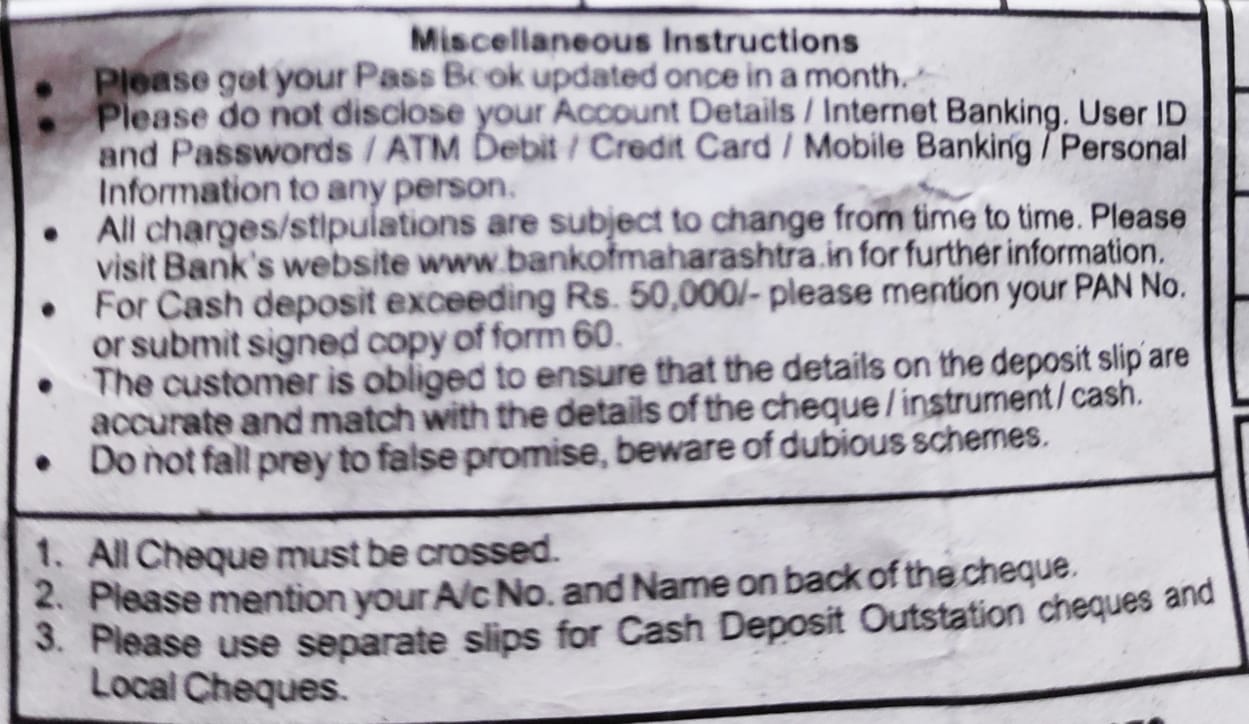 Miscellaneous Instructions
• Please get your Pass Book updated once in a month.
• Please do not disclose your Account Details / Internet Banking. User ID
and Passwords / ATM Debit / Credit Card / Mobile Banking / Personal
Information to any person.
• All charges/stipulations are subject to change from time to time. Please
visit Bank's website www.bankofmaharashtra.in for further information.
• For Cash deposit exceeding Rs. 50,000/- please mention your PAN No.
or submit signed copy of form 60.
• The customer is obliged to ensure that the details on the deposit slip are
accurate and match with the details of the cheque / instrument / cash.
• Do not fall prey to false promise, beware of dubious schemes.
1. All Cheque must be crossed.
2. Please mention your A/c No. and Name on back of the cheque.
3. Please use separate slips for Cash Deposit Outstation cheques and
Local Cheques.